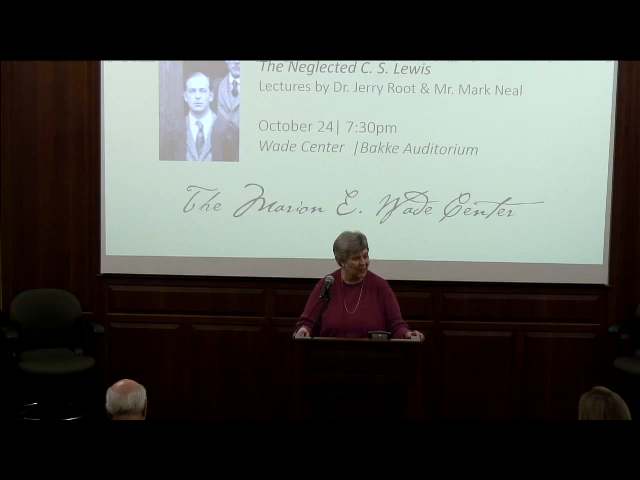 The Neglected C. S. Lewis
Lectures by Dr. Jerry Root & Mr. Mark Neal
October 24| 7:30pm
Wade Center |Bakke Auditorium
The Marion E. Wade Center